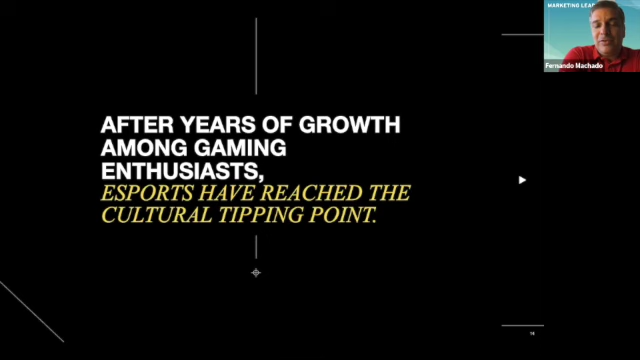 MARKETING LEA
Fernando Machado
AFTER YEARS OF GROWTH
AMONG GAMING
ENTHUSIASTS,
ESPORTS HAVE REACHED THE
CULTURAL TIPPING POINT.